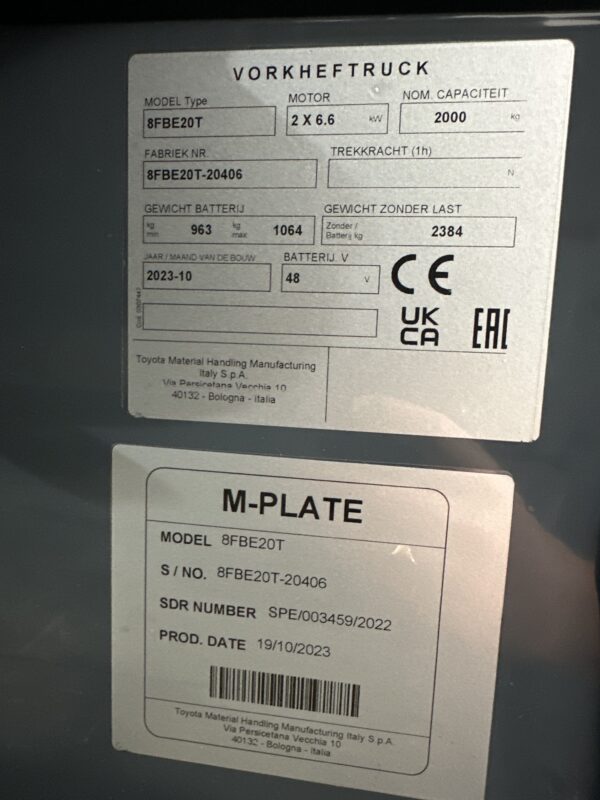 VORKHEFTRUCK
MODEL Type MOTOR NOM. CAPACITEIT
8FBE20T 2 X 6.6 kW 2000 kg
FABRIEK NR. TREKKRACHT (1h)
8FBE20T-20406 N
GEWICHT BATTERIJ GEWICHT ZONDER LAST
kg min 963 kg max 1064 Zonder / Batterij kg 2384
JAAR / MAAND VAN DE BOUW BATTERIJ V
2023-10 48 V
CE
UK
CA
EAC
Toyota Material Handling Manufacturing
Italy S.p.A.
Via Persicetana Vecchia 10
40132 - Bologna - italia
M-PLATE
MODEL 8FBE20T
S / NO. 8FBE20T-20406
SDR NUMBER SPE/003459/2022
PROD. DATE 19/10/2023
Toyota Material Handling Manufacturing Italy S.p.A.
Via Persicetana Vecchia 10
40132 - Bologna - Italia